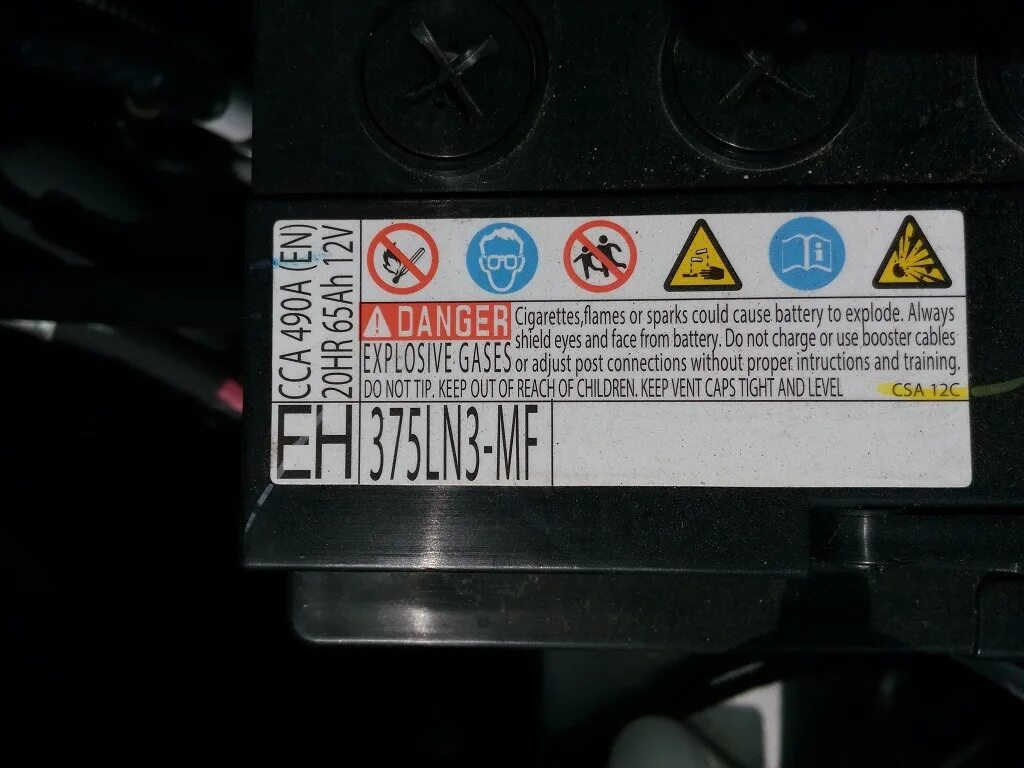 CCA 490A (EN)
20HR 65Ah 12V
DANGER
EXPLOSIVE GASES
Cigarettes,flames or sparks could cause battery to explode. Always
shield eyes and face from battery. Do not charge or use booster cables
or adjust post connections without proper intructions and training.
DO NOT TIP. KEEP OUT OF REACH OF CHILDREN. KEEP VENT CAPS TIGHT AND LEVEL
CSA 12C
EH
375LN3-MF